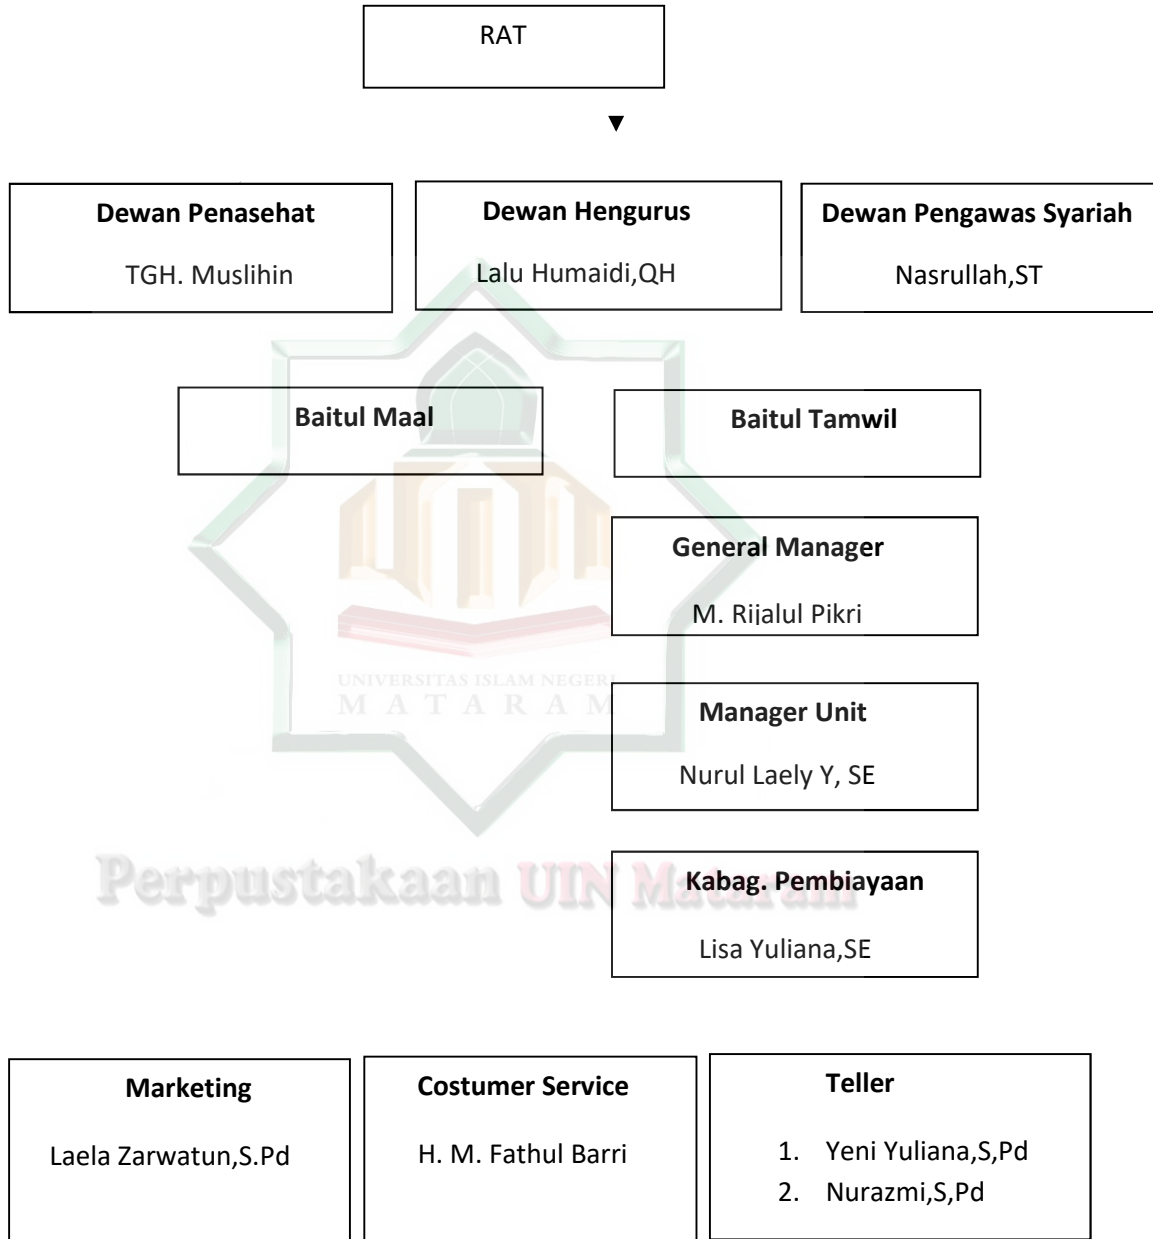 RAT
▼
Dewan Penasehat
TGH. Muslihin
Dewan Hengurus
Lalu Humaidi,QH
Dewan Pengawas Syariah
Nasrullah,ST
Baitul Maal
Baitul Tamwil
General Manager
M. Rijalul Pikri
UNIVERSITAS ISLAM NEGERI
MATARAM
Manager Unit
Nurul Laely Y, SE
Perpustakaan UIN Mataram
Kabag. Pembiayaan
Lisa Yuliana,SE
Marketing
Laela Zarwatun,S.Pd
Costumer Service
H. M. Fathul Barri
Teller
1. Yeni Yuliana,S,Pd
2. Nurazmi,S,Pd